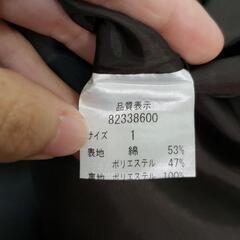 品質表示
82338600
サイズ 1
表地 綿 53%
ポリエステル 47%
裏地 ポリエステル 100%